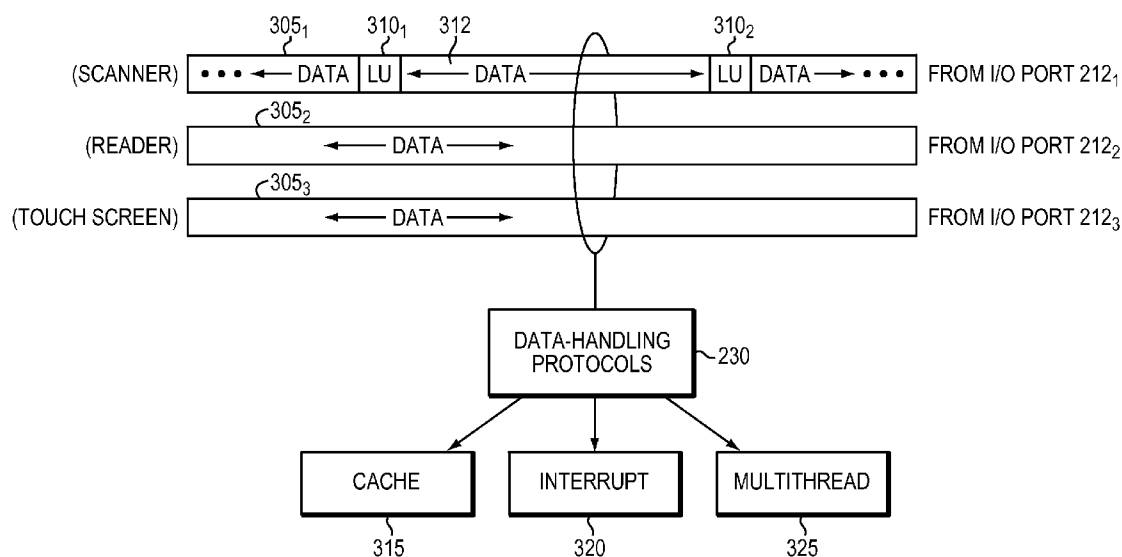 305₁ 310₁ 312 310₂
(SCANNER) ••• DATA LU DATA LU DATA ••• FROM I/O PORT 212₁
305₂
(READER) DATA FROM I/O PORT 212₂
305₃
(TOUCH SCREEN) DATA FROM I/O PORT 212₃
DATA-HANDLING
PROTOCOLS 230
CACHE INTERRUPT MULTITHREAD
315 320 325